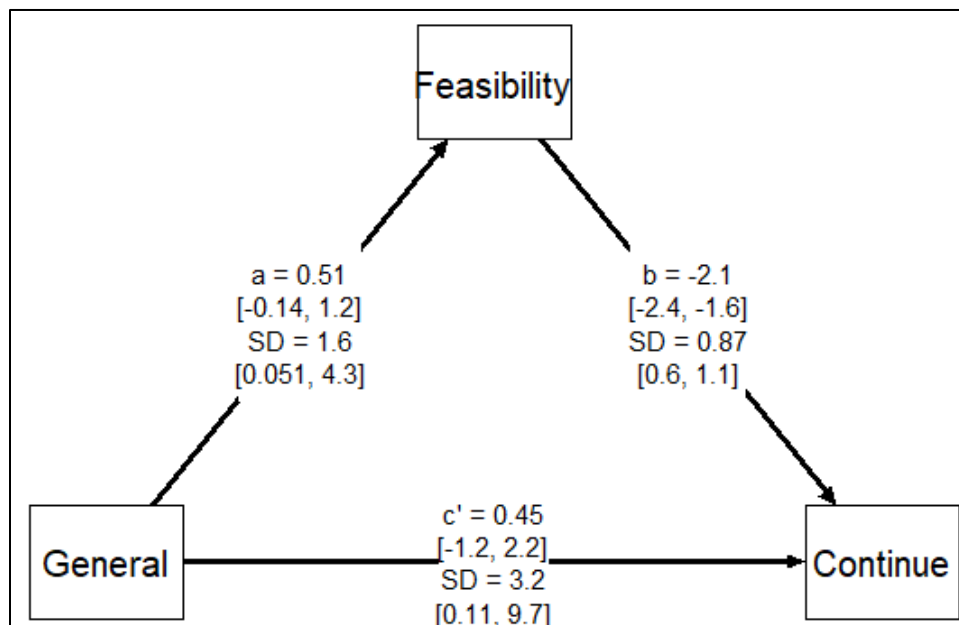 Feasibility
a = 0.51
[-0.14, 1.2]
SD = 1.6
[0.051, 4.3]
b = -2.1
[-2.4, -1.6]
SD = 0.87
[0.6, 1.1]
General
c' = 0.45
[-1.2, 2.2]
SD = 3.2
[0.11, 9.7]
Continue